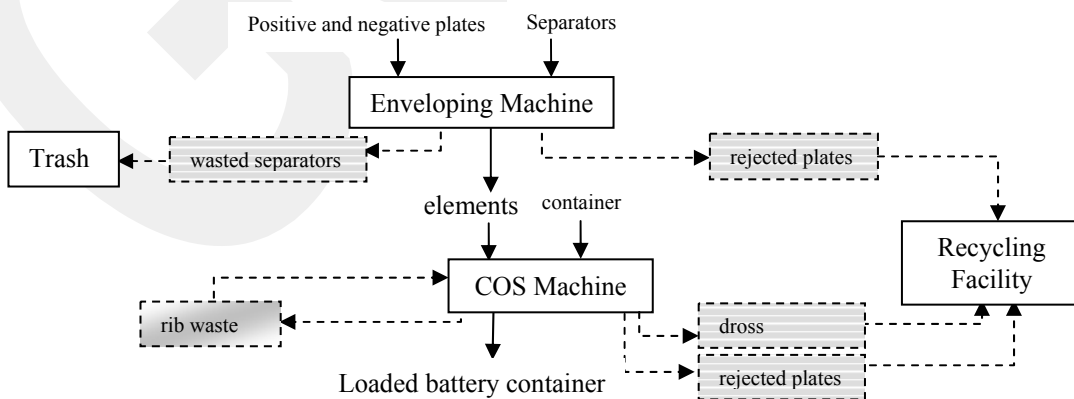 Positive and negative plates
Separators
Enveloping Machine
Trash
wasted separators
rejected plates
elements
container
Recycling
Facility
COS Machine
rib waste
dross
Loaded battery container
rejected plates